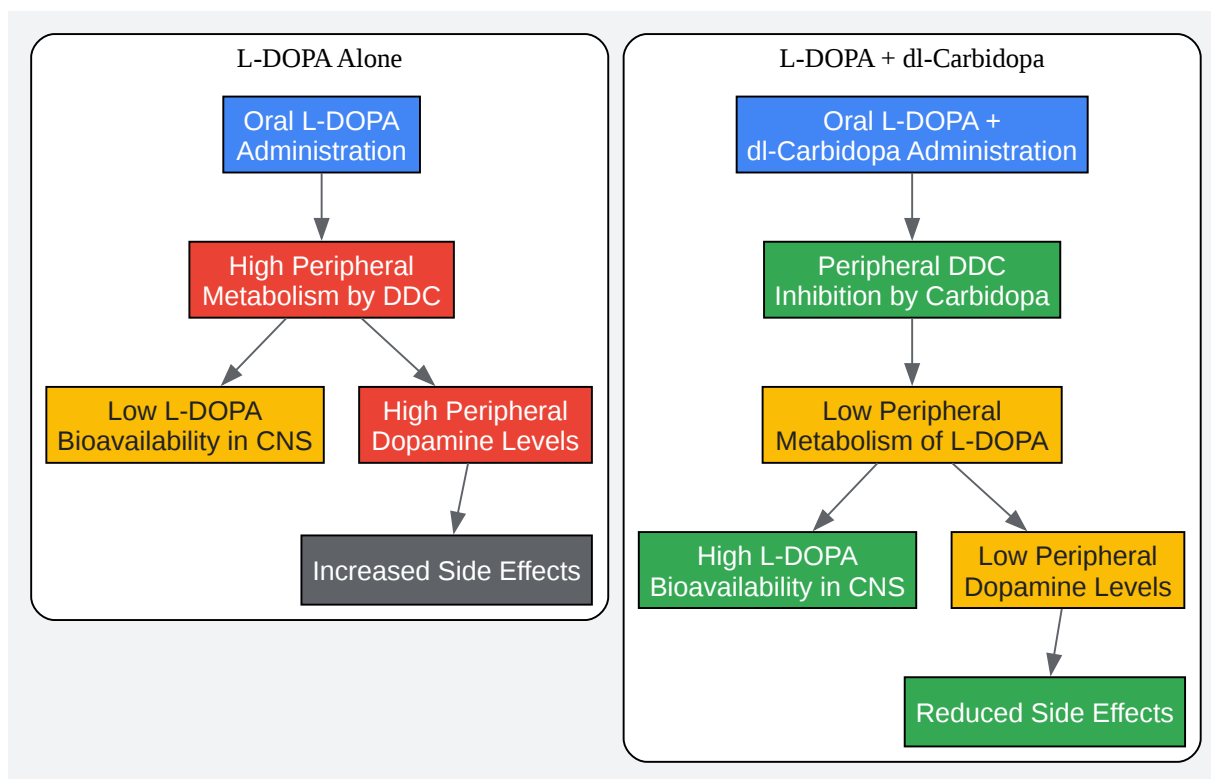 L-DOPA Alone
Oral L-DOPA
Administration
High Peripheral
Metabolism by DDC
Low L-DOPA
Bioavailability in CNS
High Peripheral
Dopamine Levels
Increased Side Effects
L-DOPA + dl-Carbidopa
Oral L-DOPA +
dl-Carbidopa Administration
Peripheral DDC
Inhibition by Carbidopa
Low Peripheral
Metabolism of L-DOPA
High L-DOPA
Bioavailability in CNS
Low Peripheral
Dopamine Levels
Reduced Side Effects